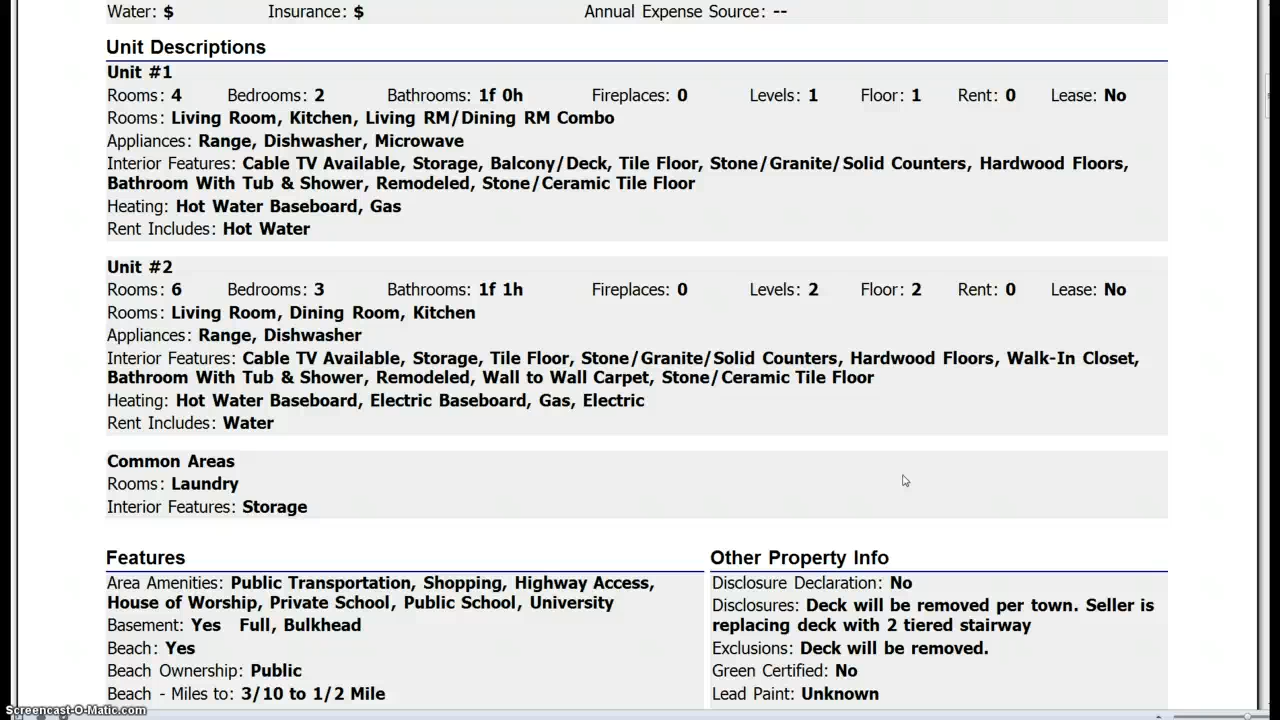 Water: $ Insurance: $ Annual Expense Source: --
Unit Descriptions
Unit #1
Rooms: 4 Bedrooms: 2 Bathrooms: 1f 0h Fireplaces: 0 Levels: 1 Floor: 1 Rent: 0 Lease: No
Rooms: Living Room, Kitchen, Living RM/Dining RM Combo
Appliances: Range, Dishwasher, Microwave
Interior Features: Cable TV Available, Storage, Balcony/Deck, Tile Floor, Stone/Granite/Solid Counters, Hardwood Floors,
Bathroom With Tub & Shower, Remodeled, Stone/Ceramic Tile Floor
Heating: Hot Water Baseboard, Gas
Rent Includes: Hot Water
Unit #2
Rooms: 6 Bedrooms: 3 Bathrooms: 1f 1h Fireplaces: 0 Levels: 2 Floor: 2 Rent: 0 Lease: No
Rooms: Living Room, Dining Room, Kitchen
Appliances: Range, Dishwasher
Interior Features: Cable TV Available, Storage, Tile Floor, Stone/Granite/Solid Counters, Hardwood Floors, Walk-In Closet,
Bathroom With Tub & Shower, Remodeled, Wall to Wall Carpet, Stone/Ceramic Tile Floor
Heating: Hot Water Baseboard, Electric Baseboard, Gas, Electric
Rent Includes: Water
Common Areas
Rooms: Laundry
Interior Features: Storage
Features
Area Amenities: Public Transportation, Shopping, Highway Access,
House of Worship, Private School, Public School, University
Basement: Yes Full, Bulkhead
Beach: Yes
Beach Ownership: Public
Beach - Miles to: 3/10 to 1/2 Mile
Other Property Info
Disclosure Declaration: No
Disclosures: Deck will be removed per town. Seller is
replacing deck with 2 tiered stairway
Exclusions: Deck will be removed.
Green Certified: No
Lead Paint: Unknown
Screencast-O-Matic.com